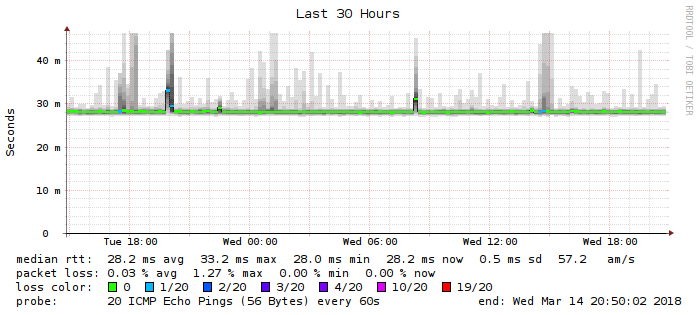 Last 30 Hours
RRDTOOL / TOBI OETIKER
Seconds
40 m
30 m
20 m
10 m
0
Tue 18:00 Wed 00:00 Wed 06:00 Wed 12:00 Wed 18:00
median rtt: 28.2 ms avg 33.2 ms max 28.0 ms min 28.2 ms now 0.5 ms sd 57.2 am/s
packet loss: 0.03 % avg 1.27 % max 0.00 % min 0.00 % now
loss color: 0 1/20 2/20 3/20 4/20 10/20 19/20
probe: 20 ICMP Echo Pings (56 Bytes) every 60s end: Wed Mar 14 20:50:02 2018